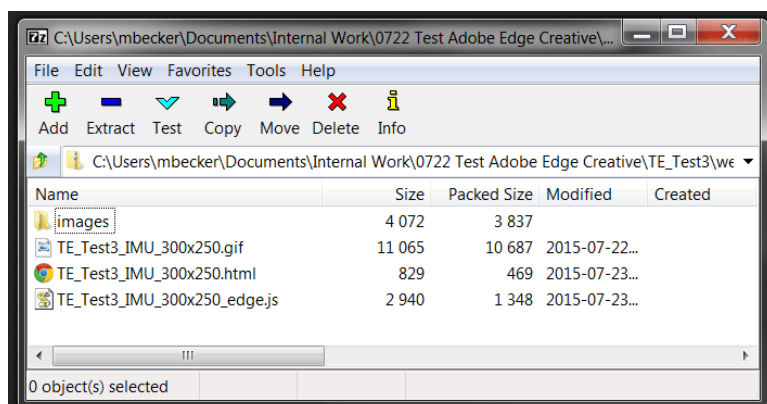 C:\Users\mbecker\Documents\Internal Work\0722 Test Adobe Edge Creative\...
File Edit View Favorites Tools Help
Add Extract Test Copy Move Delete Info
C:\Users\mbecker\Documents\Internal Work\0722 Test Adobe Edge Creative\TE_Test3\we
Name Size Packed Size Modified Created
images 4 072 3 837
TE_Test3_IMU_300x250.gif 11 065 10 687 2015-07-22...
TE_Test3_IMU_300x250.html 829 469 2015-07-23...
TE_Test3_IMU_300x250_edge.js 2 940 1 348 2015-07-23...
0 object(s) selected